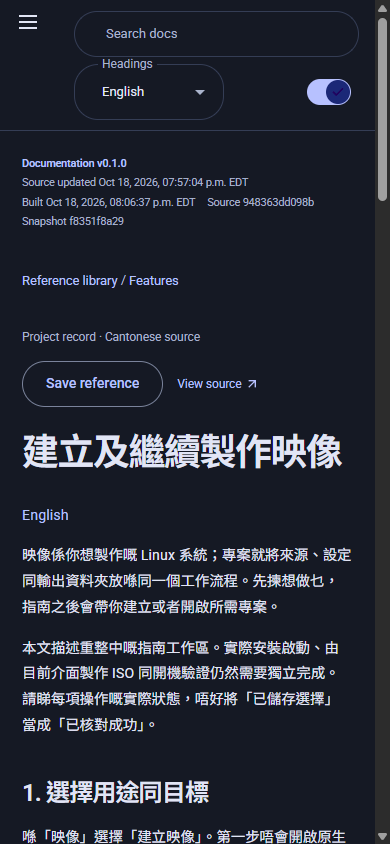 Search docs
Headings
English
Documentation v0.1.0
Source updated Oct 18, 2026, 07:57:04 p.m. EDT
Built Oct 18, 2026, 08:06:37 p.m. EDT Source 948363dd098b
Snapshot f8351f8a29
Reference library / Features
Project record · Cantonese source
Save reference
View source
建立及繼續製作映像
English
映像係你想製作嘅 Linux 系統；專案就將來源、設定
同輸出資料夾放喺同一個工作流程。先揀想做乜，
指南之後會帶你建立或者開啟所需專案。
本文描述重整中嘅指南工作區。實際安裝啟動、由
目前介面製作 ISO 同開機驗證仍然需要獨立完成。
請睇每項操作嘅實際狀態，唔好將「已儲存選擇」
當成「已核對成功」。
1. 選擇用途同目標
喺「映像」選擇「建立映像」。第一步唔會開啟原生